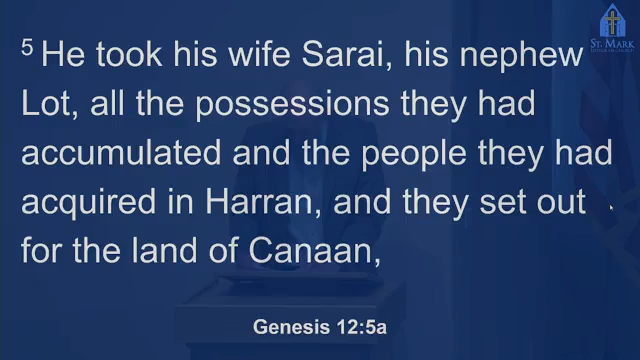 ST. MARK
5 He took his wife Sarai, his nephew
Lot, all the possessions they had
accumulated and the people they had
acquired in Harran, and they set out
for the land of Canaan,
Genesis 12:5a